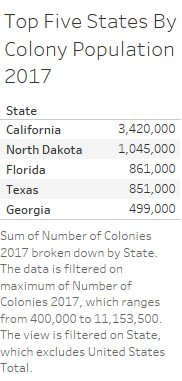 Top Five States By
Colony Population
2017
State
California 3,420,000
North Dakota 1,045,000
Florida 861,000
Texas 851,000
Georgia 499,000
Sum of Number of Colonies
2017 broken down by State.
The data is filtered on
maximum of Number of
Colonies 2017, which ranges
from 400,000 to 11,153,500.
The view is filtered on State,
which excludes United States
Total.